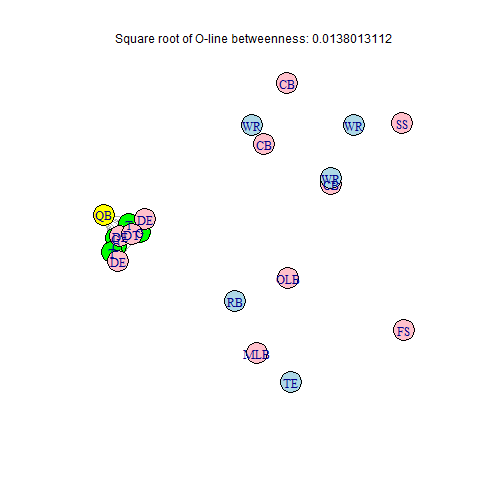 Square root of O-line betweenness: 0.0138013112
CB
WR
WR
SS
CB
WR
CB
QB
DE
DT
DE
OLB
RB
FS
MLB
TE